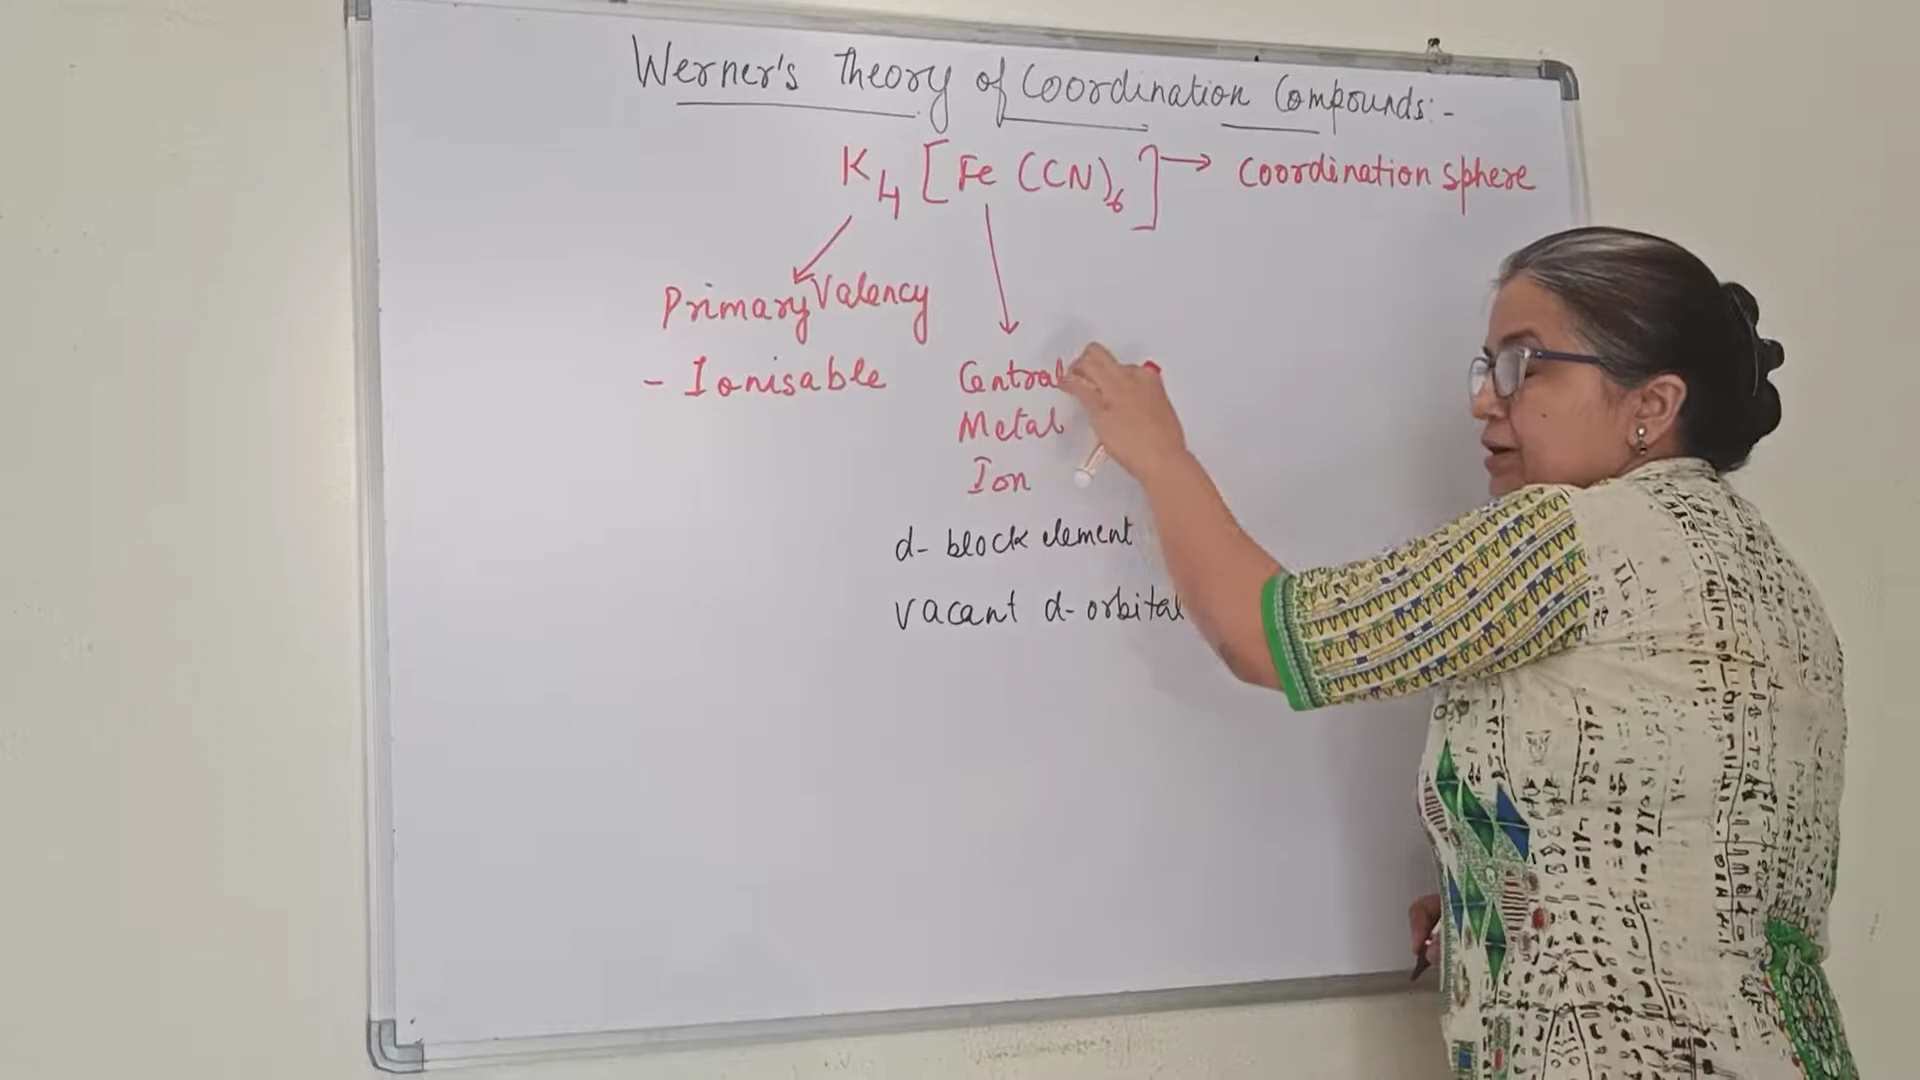 Werner's theory of Coordination Compounds:-
K4 [Fe (CN)6] → Coordination sphere
Primary Valency
- Ionisable
Central
Metal
Ion
d- block element
vacant d- orbital